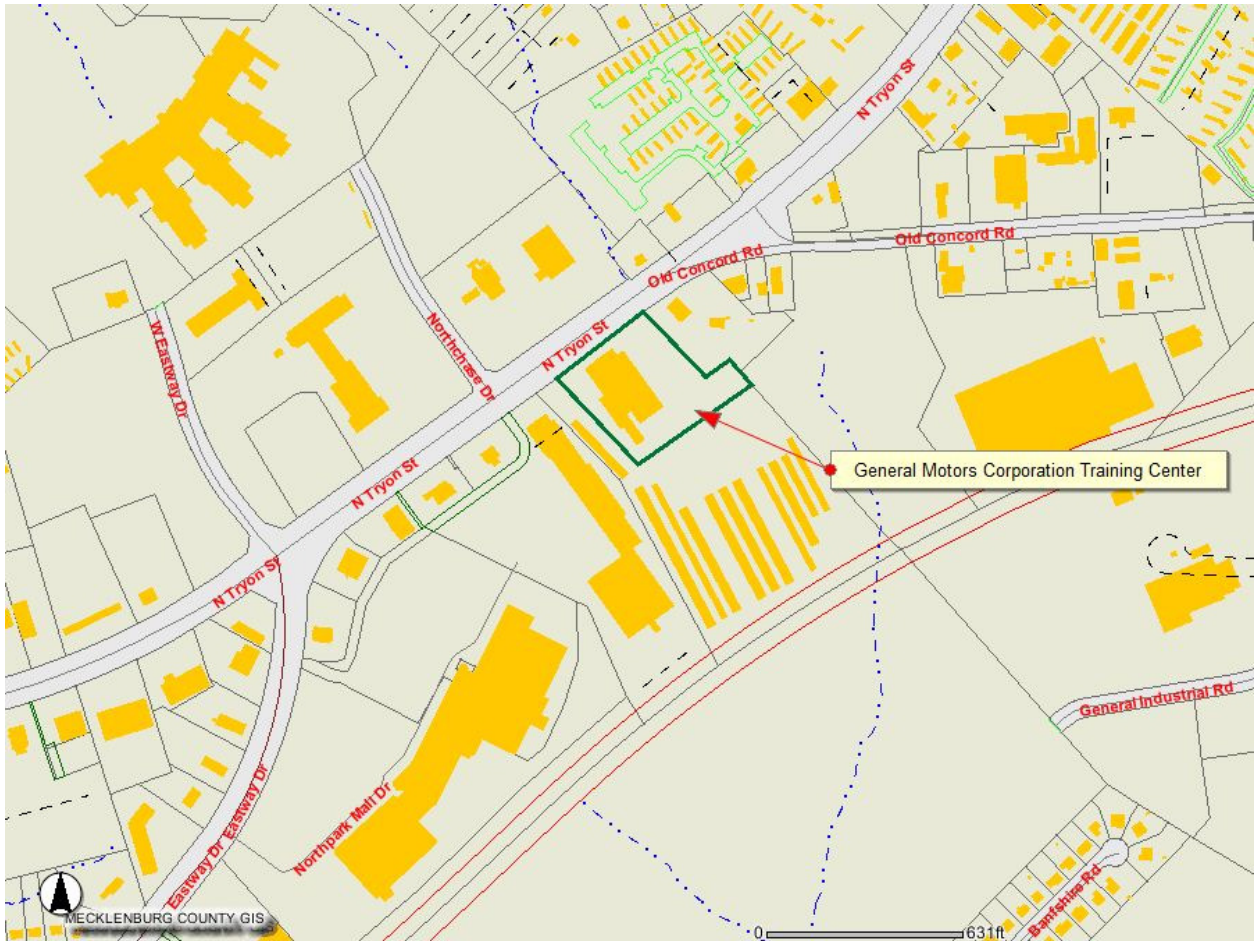 N Tryon St
Old Concord Rd
Old Concord Rd
N Tryon St
Northchase Dr
W Eastway Dr
General Motors Corporation Training Center
N Tryon St
N Tryon St
General Industrial Rd
Northpark Mall Dr
Eastway Dr
Eastway Dr
Banfshire Rd
MECKLENBURG COUNTY GIS
0 631ft